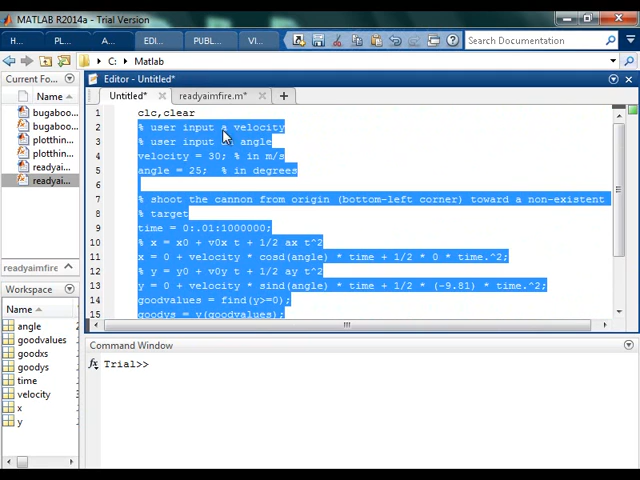 MATLAB R2014a - Trial Version
H... PL... A... EDI... PUBL... VI... Search Documentation
C: Matlab
Current Fo... Editor - Untitled*
Name Untitled* readyaimfire.m*
bugaboo...
bugaboo...
plotthin...
plotthin...
readyai...
readyai...
1 clc,clear
2 % user input a velocity
3 % user input an angle
4 velocity = 30; % in m/s
5 angle = 25; % in degrees
6
7 % shoot the cannon from origin (bottom-left corner) toward a non-existent
8 % target
9 time = 0:.01:1000000;
10 % x = x0 + v0x t + 1/2 ax t^2
11 x = 0 + velocity * cosd(angle) * time + 1/2 * 0 * time.^2;
12 % y = y0 + v0y t + 1/2 ay t^2
13 y = 0 + velocity * sind(angle) * time + 1/2 * (-9.81) * time.^2;
14 goodvalues = find(y>=0);
15 goodys = y(goodvalues);
readyaimfire...
Workspace
Name
angle
goodvalues
goodxs
goodys
time
velocity
x
y
Command Window
fx Trial>>